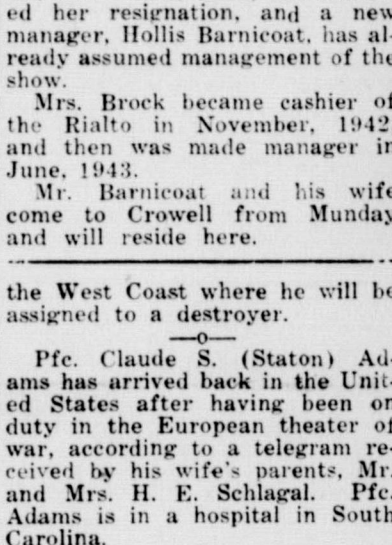 ed her resignation, and a new
manager, Hollis Barnicoat, has al-
ready assumed management of the
show.
Mrs. Brock became cashier of
the Rialto in November, 1942
and then was made manager in
June, 1943.
Mr. Barnicoat and his wife
come to Crowell from Munday
and will reside here.
the West Coast where he will be
assigned to a destroyer.
—o—
Pfc. Claude S. (Staton) Ad-
ams has arrived back in the Unit-
ed States after having been on
duty in the European theater of
war, according to a telegram re-
ceived by his wife's parents, Mr.
and Mrs. H. E. Schlagal. Pfc.
Adams is in a hospital in South
Carolina.